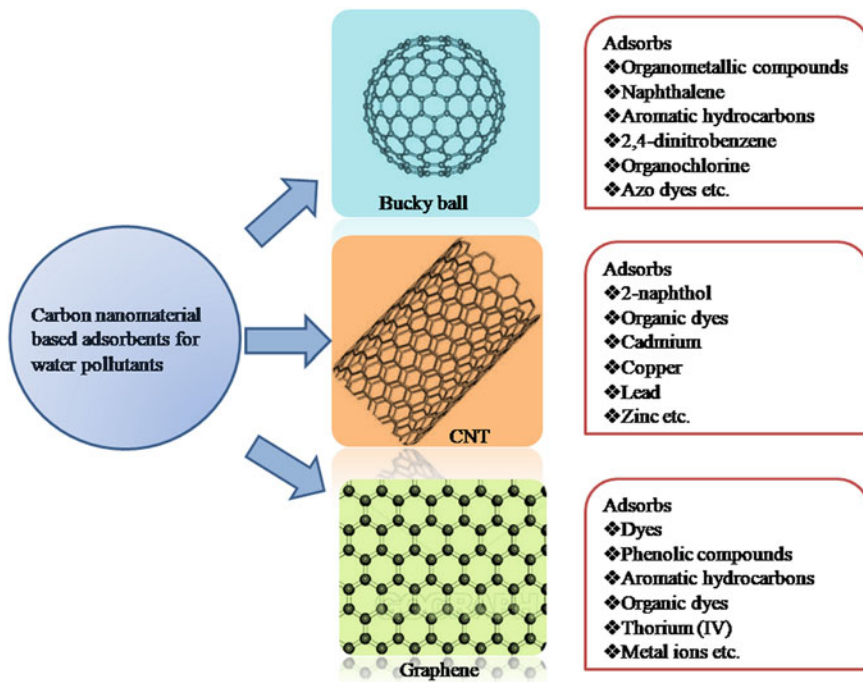 Carbon nanomaterial
based adsorbents for
water pollutants
Bucky ball
Adsorbs
❖Organometallic compounds
❖Naphthalene
❖Aromatic hydrocarbons
❖2,4-dinitrobenzene
❖Organochlorine
❖Azo dyes etc.
CNT
Adsorbs
❖2-naphthol
❖Organic dyes
❖Cadmium
❖Copper
❖Lead
❖Zinc etc.
Graphene
Adsorbs
❖Dyes
❖Phenolic compounds
❖Aromatic hydrocarbons
❖Organic dyes
❖Thorium (IV)
❖Metal ions etc.